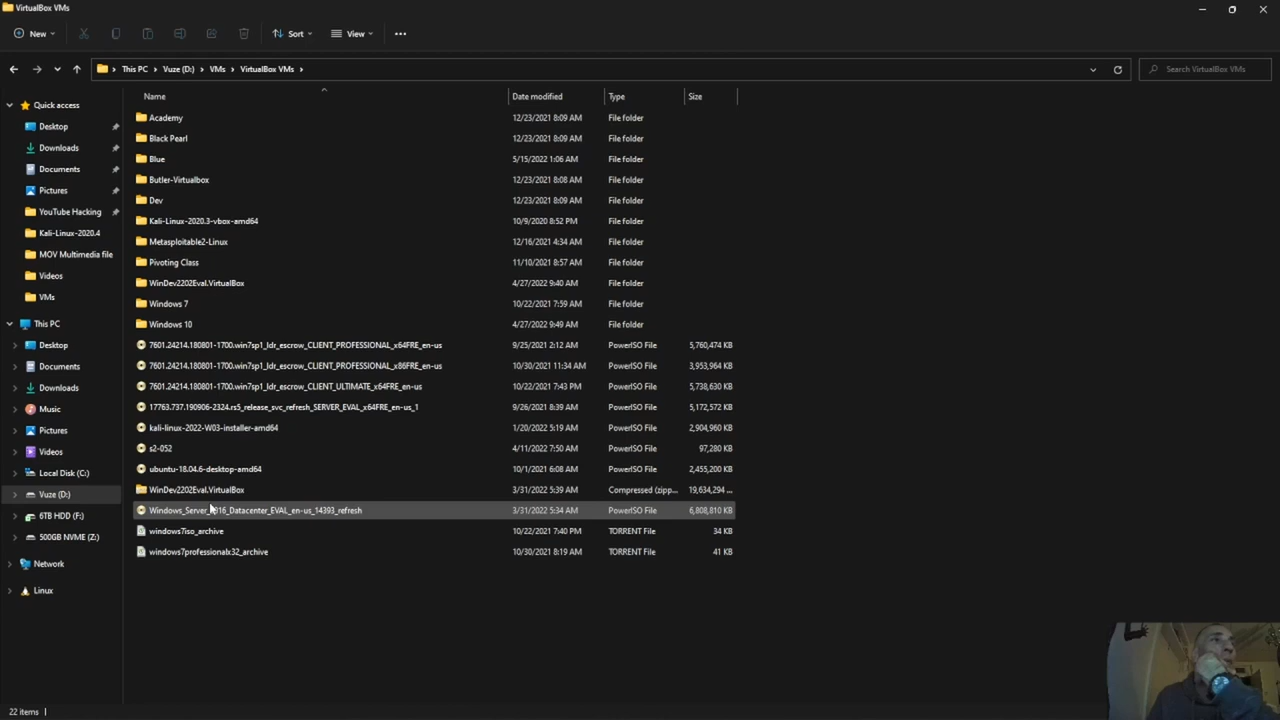 VirtualBox VMs
New
Sort
View
This PC
Vuze (D:)
VMs
VirtualBox VMs
Search VirtualBox VMs
Quick access
Desktop
Downloads
Documents
Pictures
YouTube Hacking
Kali-Linux-2020.4
MOV Multimedia file
Videos
VMs
This PC
Desktop
Documents
Downloads
Music
Pictures
Videos
Local Disk (C:)
Vuze (D:)
6TB HDD (F:)
500GB NVME (Z:)
Network
Linux
Name Date modified Type Size
Academy 12/23/2021 8:09 AM File folder
Black Pearl 12/23/2021 8:09 AM File folder
Blue 5/15/2022 1:06 AM File folder
Butler-Virtualbox 12/23/2021 8:08 AM File folder
Dev 12/23/2021 8:09 AM File folder
Kali-Linux-2020.3-vbox-amd64 10/9/2020 8:52 PM File folder
Metasploitable2-Linux 12/16/2021 4:34 AM File folder
Pivoting Class 11/10/2021 8:57 AM File folder
WinDev2202Eval.VirtualBox 4/27/2022 9:40 AM File folder
Windows 7 10/22/2021 7:59 AM File folder
Windows 10 4/27/2022 9:49 AM File folder
7601.24214.180801-1700.win7sp1_ldr_escrow_CLIENT_PROFESSIONAL_x64FRE_en-us 9/25/2021 2:12 AM PowerISO File 5,760,474 KB
7601.24214.180801-1700.win7sp1_ldr_escrow_CLIENT_PROFESSIONAL_x86FRE_en-us 10/30/2021 11:34 AM PowerISO File 3,953,964 KB
7601.24214.180801-1700.win7sp1_ldr_escrow_CLIENT_ULTIMATE_x64FRE_en-us 10/22/2021 7:43 PM PowerISO File 5,738,630 KB
17763.737.190906-2324.rs5_release_svc_refresh_SERVER_EVAL_x64FRE_en-us_1 9/26/2021 8:39 AM PowerISO File 5,172,572 KB
kali-linux-2022-W03-installer-amd64 1/20/2022 5:19 AM PowerISO File 2,904,960 KB
s2-052 4/11/2022 7:50 AM PowerISO File 97,280 KB
ubuntu-18.04.6-desktop-amd64 10/1/2021 6:08 AM PowerISO File 2,455,200 KB
WinDev2202Eval.VirtualBox 3/31/2022 5:39 AM Compressed (zipp... 19,634,294 ...
3/31/2022 5:34 AM PowerISO File 6,808,810 KB
windows7iso_archive 10/22/2021 7:40 PM TORRENT File 34 KB
windows7professionalx32_archive 10/30/2021 8:19 AM TORRENT File 41 KB
22 items